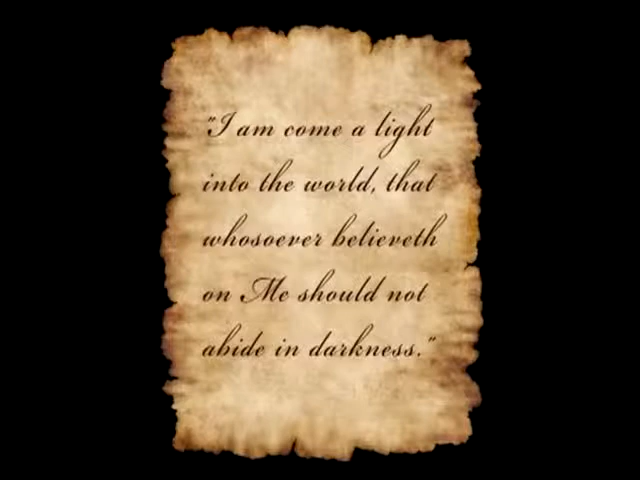 "I am come a light
into the world, that
whosoever believeth
on Me should not
abide in darkness."